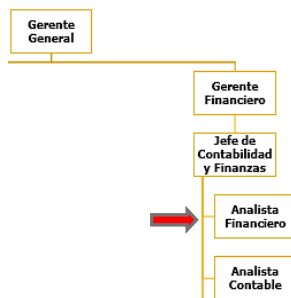 Gerente
General
Gerente
Financiero
Jefe de
Contabilidad
y Finanzas
Analista
Financiero
Analista
Contable